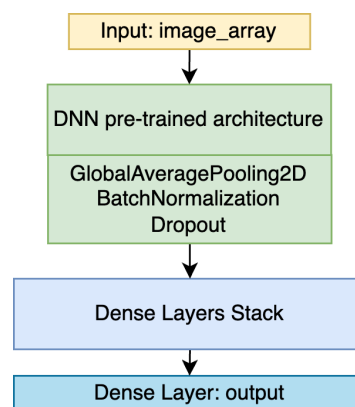 Input: image_array
DNN pre-trained architecture
GlobalAveragePooling2D
BatchNormalization
Dropout
Dense Layers Stack
Dense Layer: output